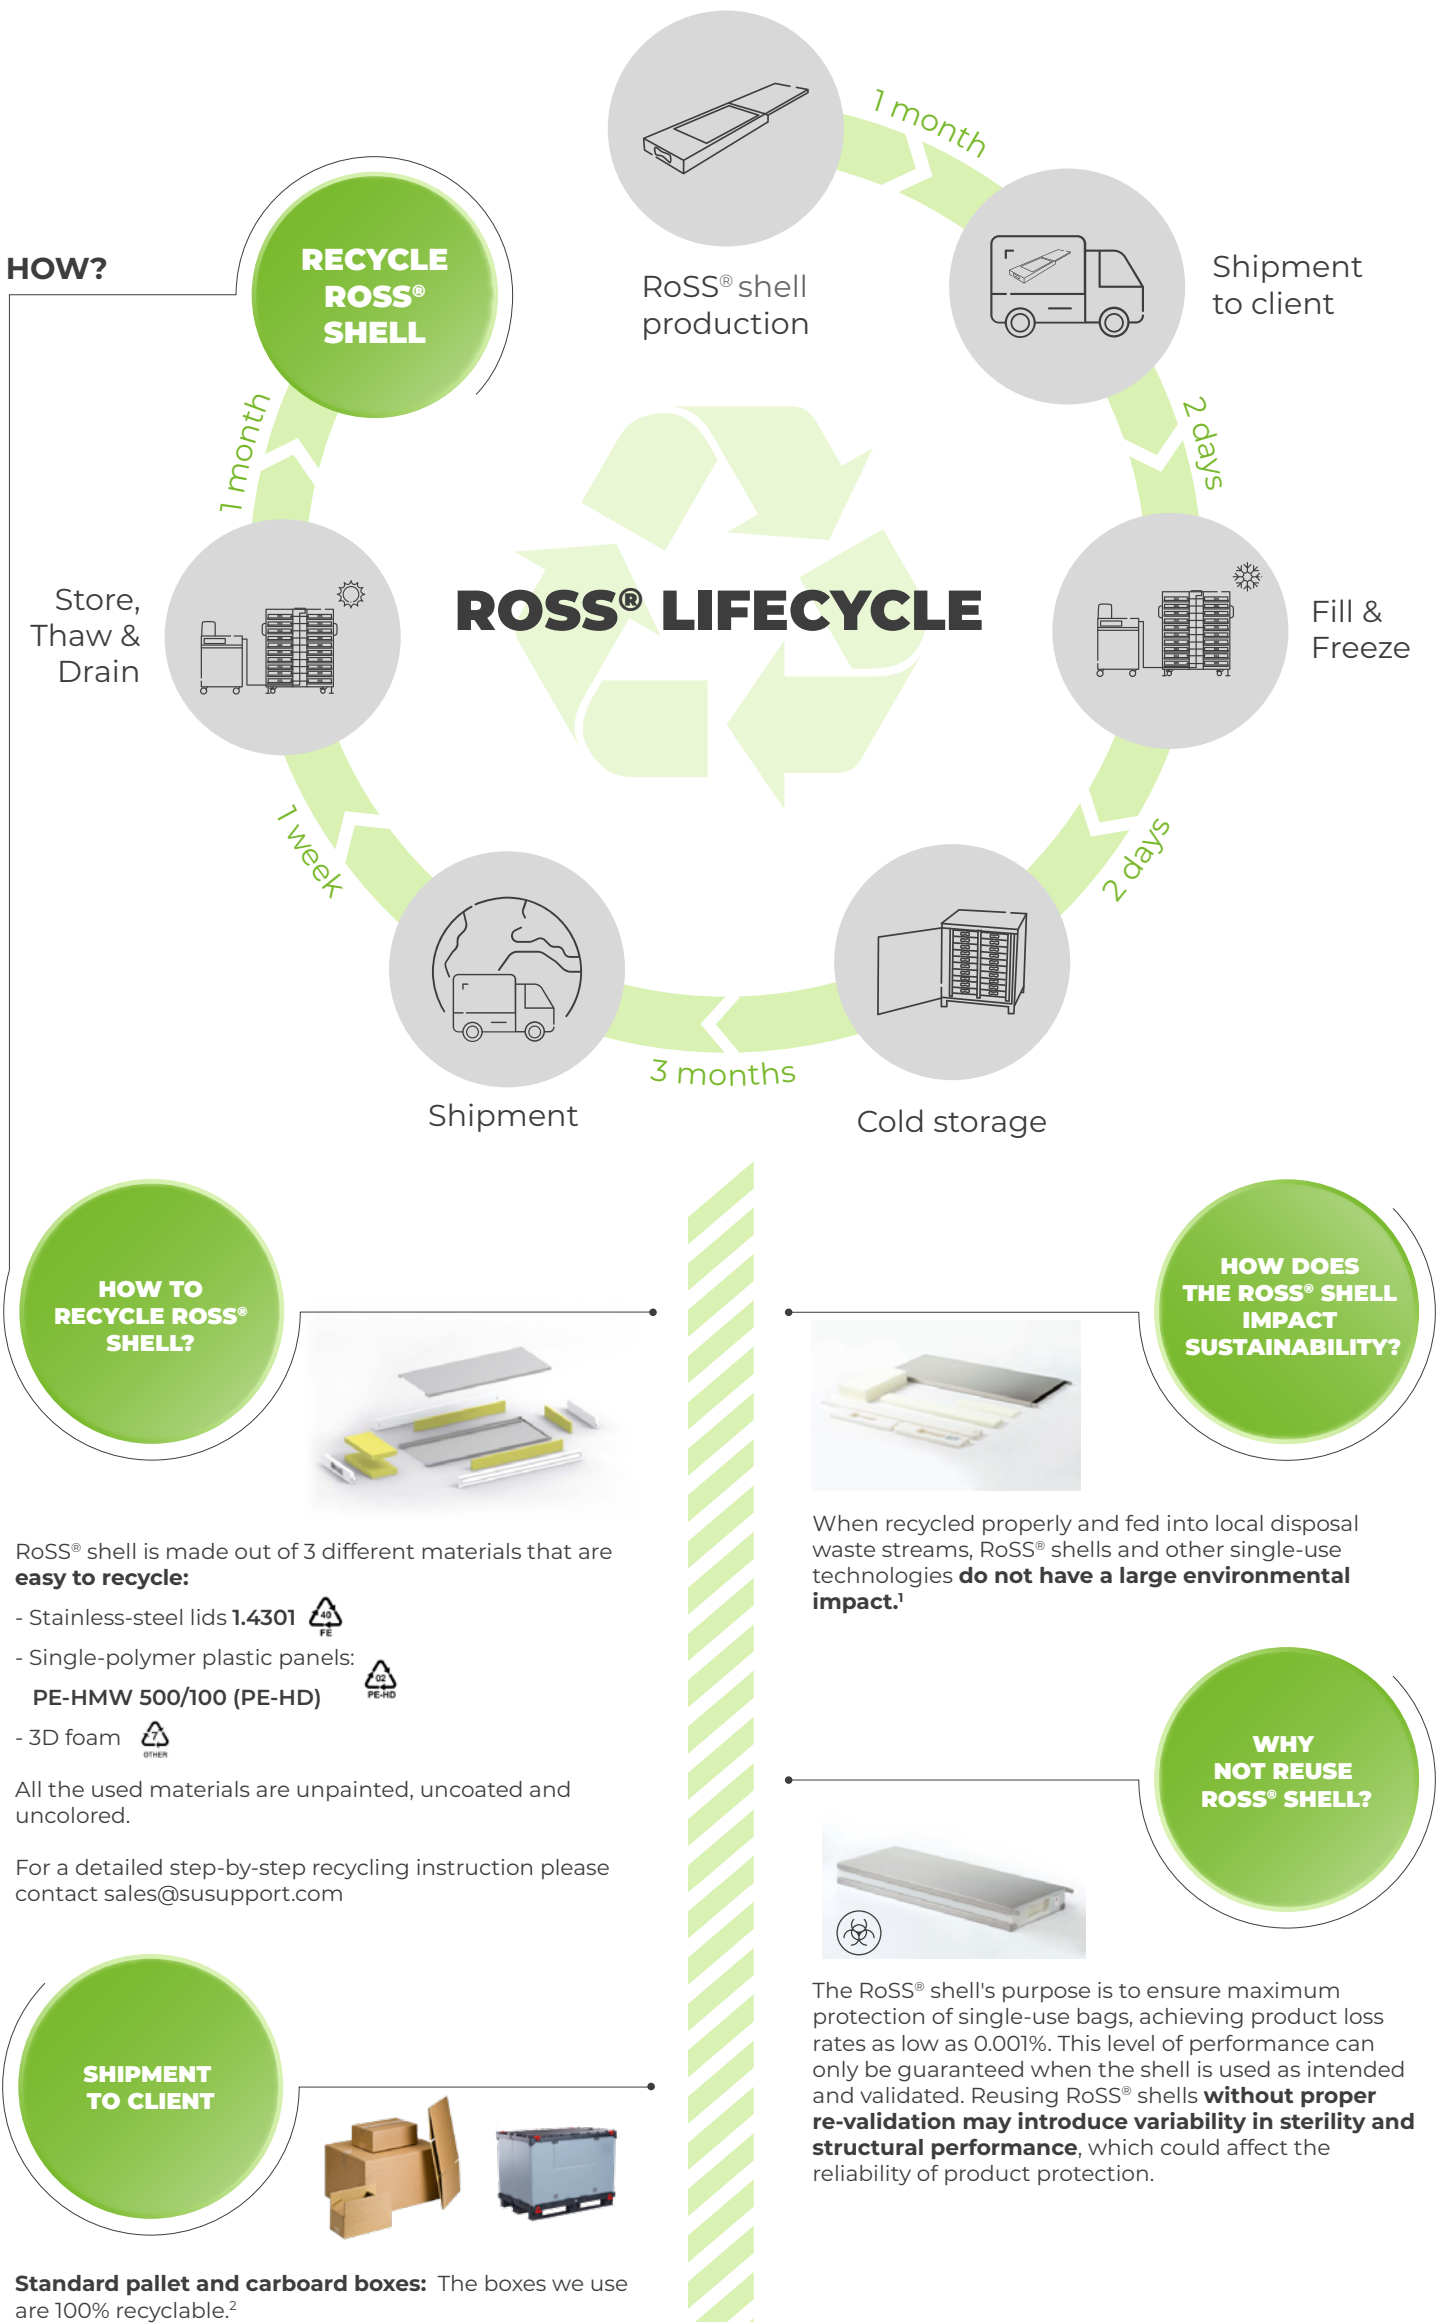 1 month
RECYCLE
ROSS®
SHELL
HOW?
RoSS® shell
production
Shipment
to client
1 month
2 days
ROSS® LIFECYCLE
Store,
Thaw &
Drain
Fill &
Freeze
1 week
2 days
3 months
Shipment
Cold storage
HOW TO
RECYCLE ROSS®
SHELL?
RoSS® shell is made out of 3 different materials that are
easy to recycle:
- Stainless-steel lids 1.4301
40
FE
- Single-polymer plastic panels:
PE-HMW 500/100 (PE-HD)
02
PE-HD
- 3D foam
7
OTHER
All the used materials are unpainted, uncoated and
uncolored.
For a detailed step-by-step recycling instruction please
contact sales@susupport.com
SHIPMENT
TO CLIENT
Standard pallet and carboard boxes: The boxes we use
are 100% recyclable.2
HOW DOES
THE ROSS® SHELL
IMPACT
SUSTAINABILITY?
When recycled properly and fed into local disposal
waste streams, RoSS® shells and other single-use
technologies do not have a large environmental
impact.1
WHY
NOT REUSE
ROSS® SHELL?
The RoSS® shell's purpose is to ensure maximum
protection of single-use bags, achieving product loss
rates as low as 0.001%. This level of performance can
only be guaranteed when the shell is used as intended
and validated. Reusing RoSS® shells without proper
re-validation may introduce variability in sterility and
structural performance, which could affect the
reliability of product protection.